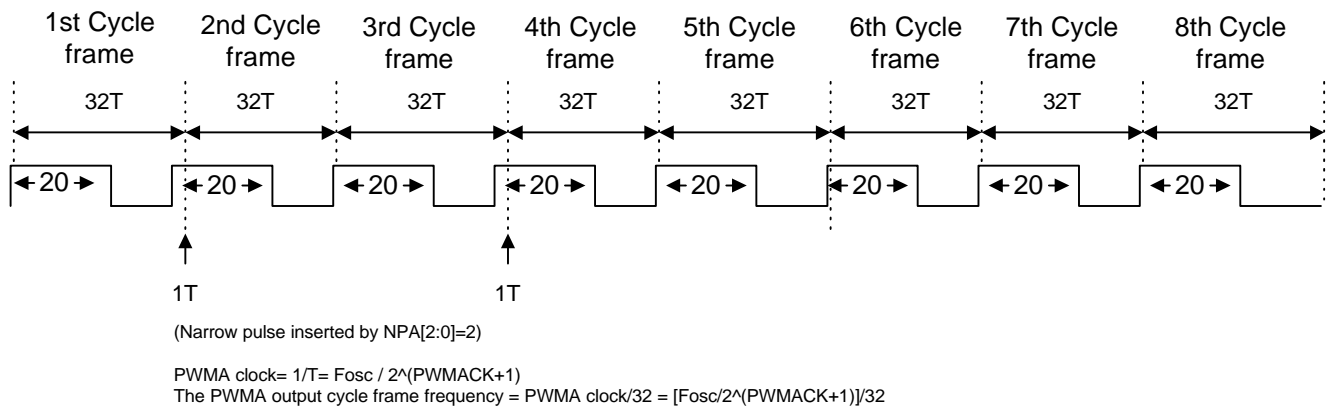 1st Cycle frame
2nd Cycle frame
3rd Cycle frame
4th Cycle frame
5th Cycle frame
6th Cycle frame
7th Cycle frame
8th Cycle frame
32T 32T 32T 32T 32T 32T 32T 32T
20 20 20 20 20 20 20 20
1T 1T
(Narrow pulse inserted by NPA[2:0]=2)
PWMA clock= 1/T= Fosc / 2^(PWMACK+1)
The PWMA output cycle frame frequency = PWMA clock/32 = [Fosc/2^(PWMACK+1)]/32